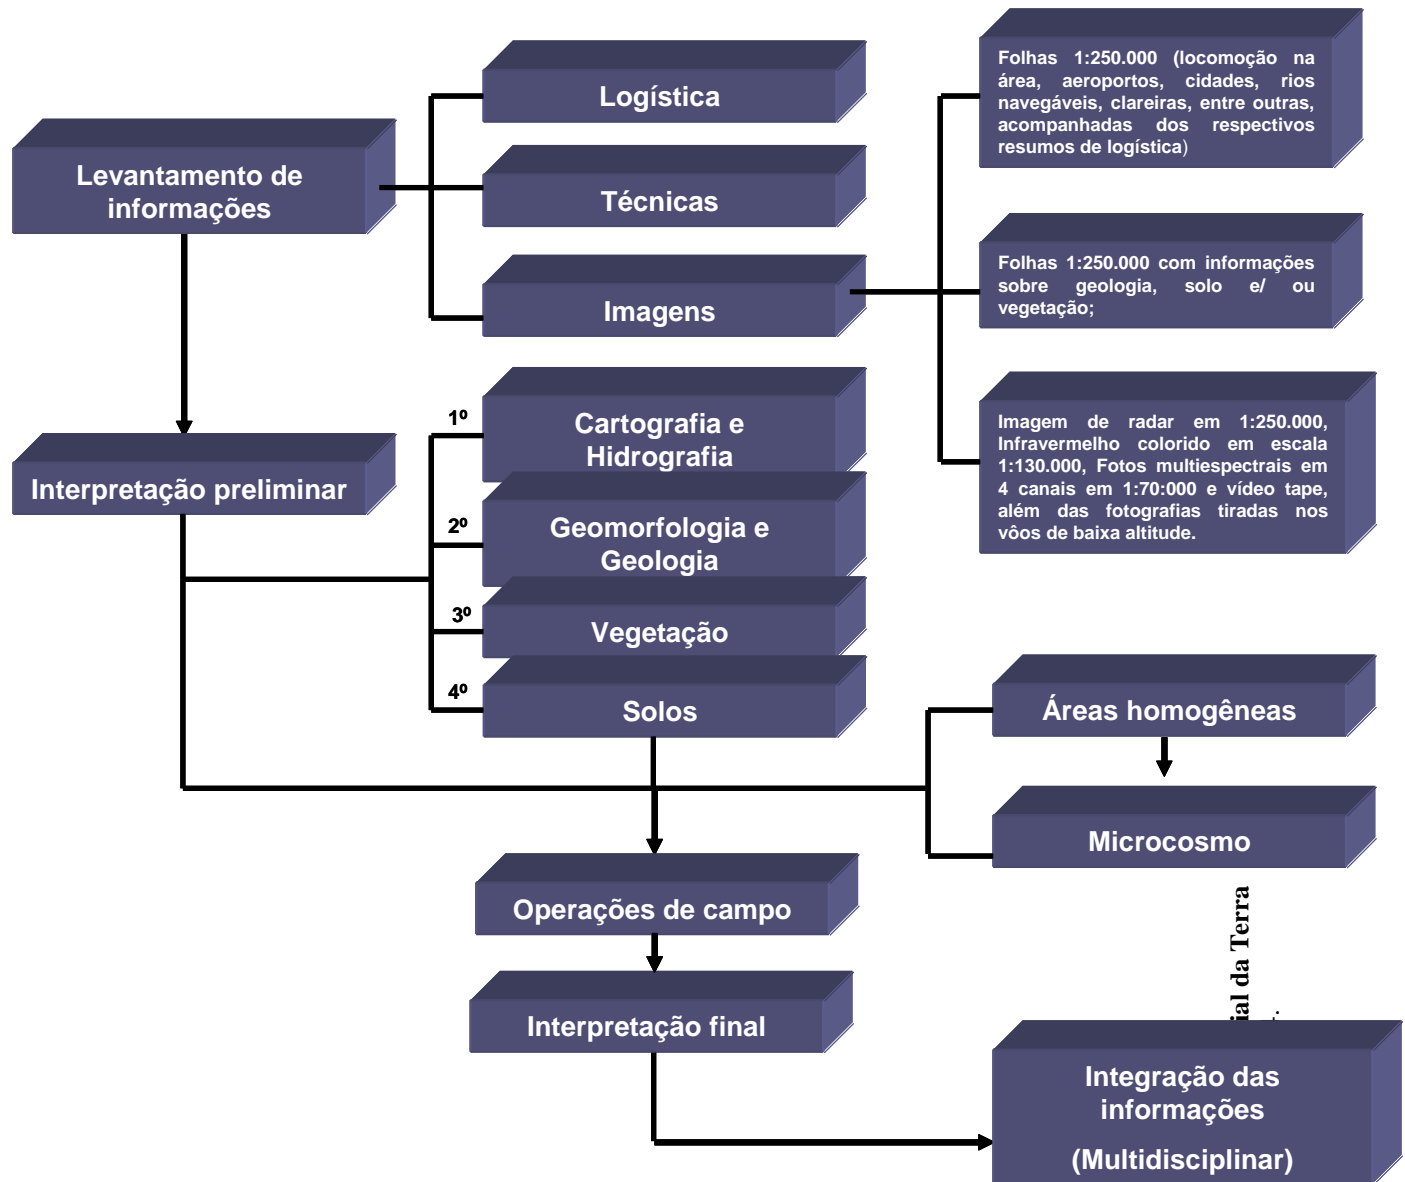 Levantamento de
informações
Logística
Técnicas
Imagens
Folhas 1:250.000 (locomoção na
área, aeroportos, cidades, rios
navegáveis, clareiras, entre outras,
acompanhadas dos respectivos
resumos de logística)
Folhas 1:250.000 com informações
sobre geologia, solo e/ ou
vegetação;
Imagem de radar em 1:250.000,
Infravermelho colorido em escala
1:130.000, Fotos multiespectrais em
4 canais em 1:70:000 e vídeo tape,
além das fotografias tiradas nos
vôos de baixa altitude.
Interpretação preliminar
1º
Cartografia e
Hidrografia
2º
Geomorfologia e
Geologia
3º
Vegetação
4º
Solos
Áreas homogêneas
Microcosmo
Operações de campo
Interpretação final
ial da Terra
Integração das
informações
(Multidisciplinar)